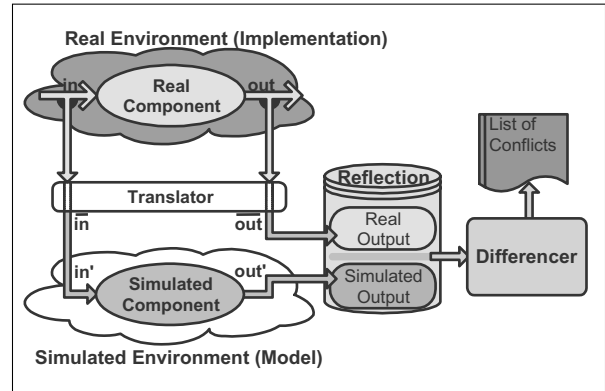 Real Environment (Implementation)
in
out
Real
Component
List of
Conflicts
Translator
Reflection
in
out
Real
Output
Differencer
in'
out'
Simulated
Component
Simulated
Output
Simulated Environment (Model)